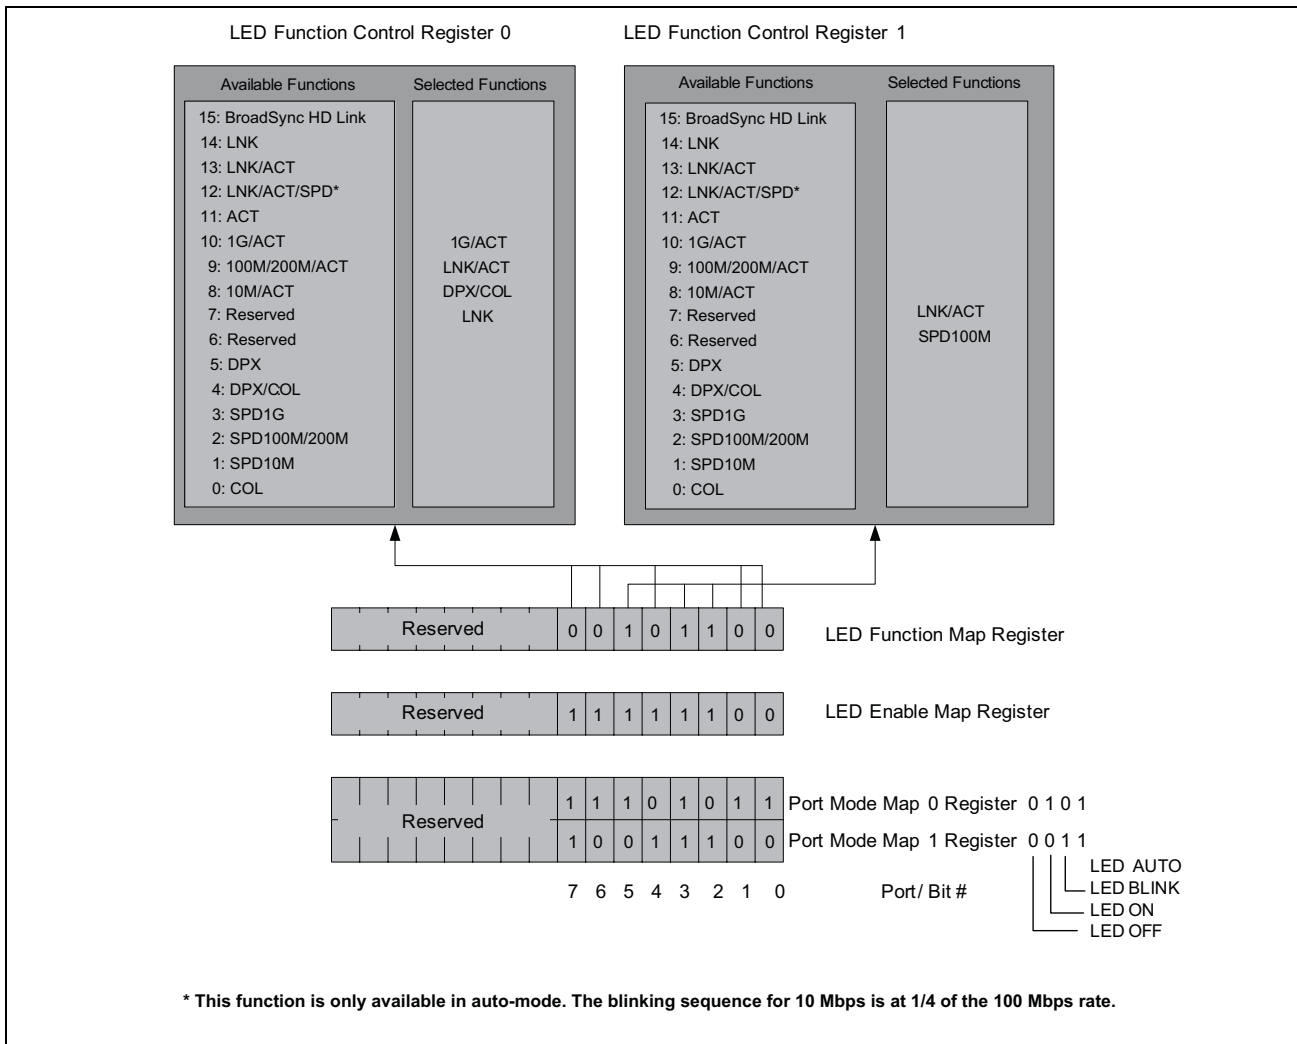 LED Function Control Register 0
LED Function Control Register 1
Available Functions
Selected Functions
15: BroadSync HD Link
14: LNK
13: LNK/ACT
12: LNK/ACT/SPD*
11: ACT
10: 1G/ACT
9: 100M/200M/ACT
8: 10M/ACT
7: Reserved
6: Reserved
5: DPX
4: DPX/COL
3: SPD1G
2: SPD100M/200M
1: SPD10M
0: COL
1G/ACT
LNK/ACT
DPX/COL
LNK
Available Functions
Selected Functions
15: BroadSync HD Link
14: LNK
13: LNK/ACT
12: LNK/ACT/SPD*
11: ACT
10: 1G/ACT
9: 100M/200M/ACT
8: 10M/ACT
7: Reserved
6: Reserved
5: DPX
4: DPX/COL
3: SPD1G
2: SPD100M/200M
1: SPD10M
0: COL
LNK/ACT
SPD100M
Reserved 0 0 1 0 1 1 0 0 LED Function Map Register
Reserved 1 1 1 1 1 1 0 0 LED Enable Map Register
Reserved
1 1 1 0 1 0 1 1 Port Mode Map 0 Register 0 1 0 1
1 0 0 1 1 1 0 0 Port Mode Map 1 Register 0 0 1 1
7 6 5 4 3 2 1 0 Port/ Bit #
LED AUTO
LED BLINK
LED ON
LED OFF
* This function is only available in auto-mode. The blinking sequence for 10 Mbps is at 1/4 of the 100 Mbps rate.